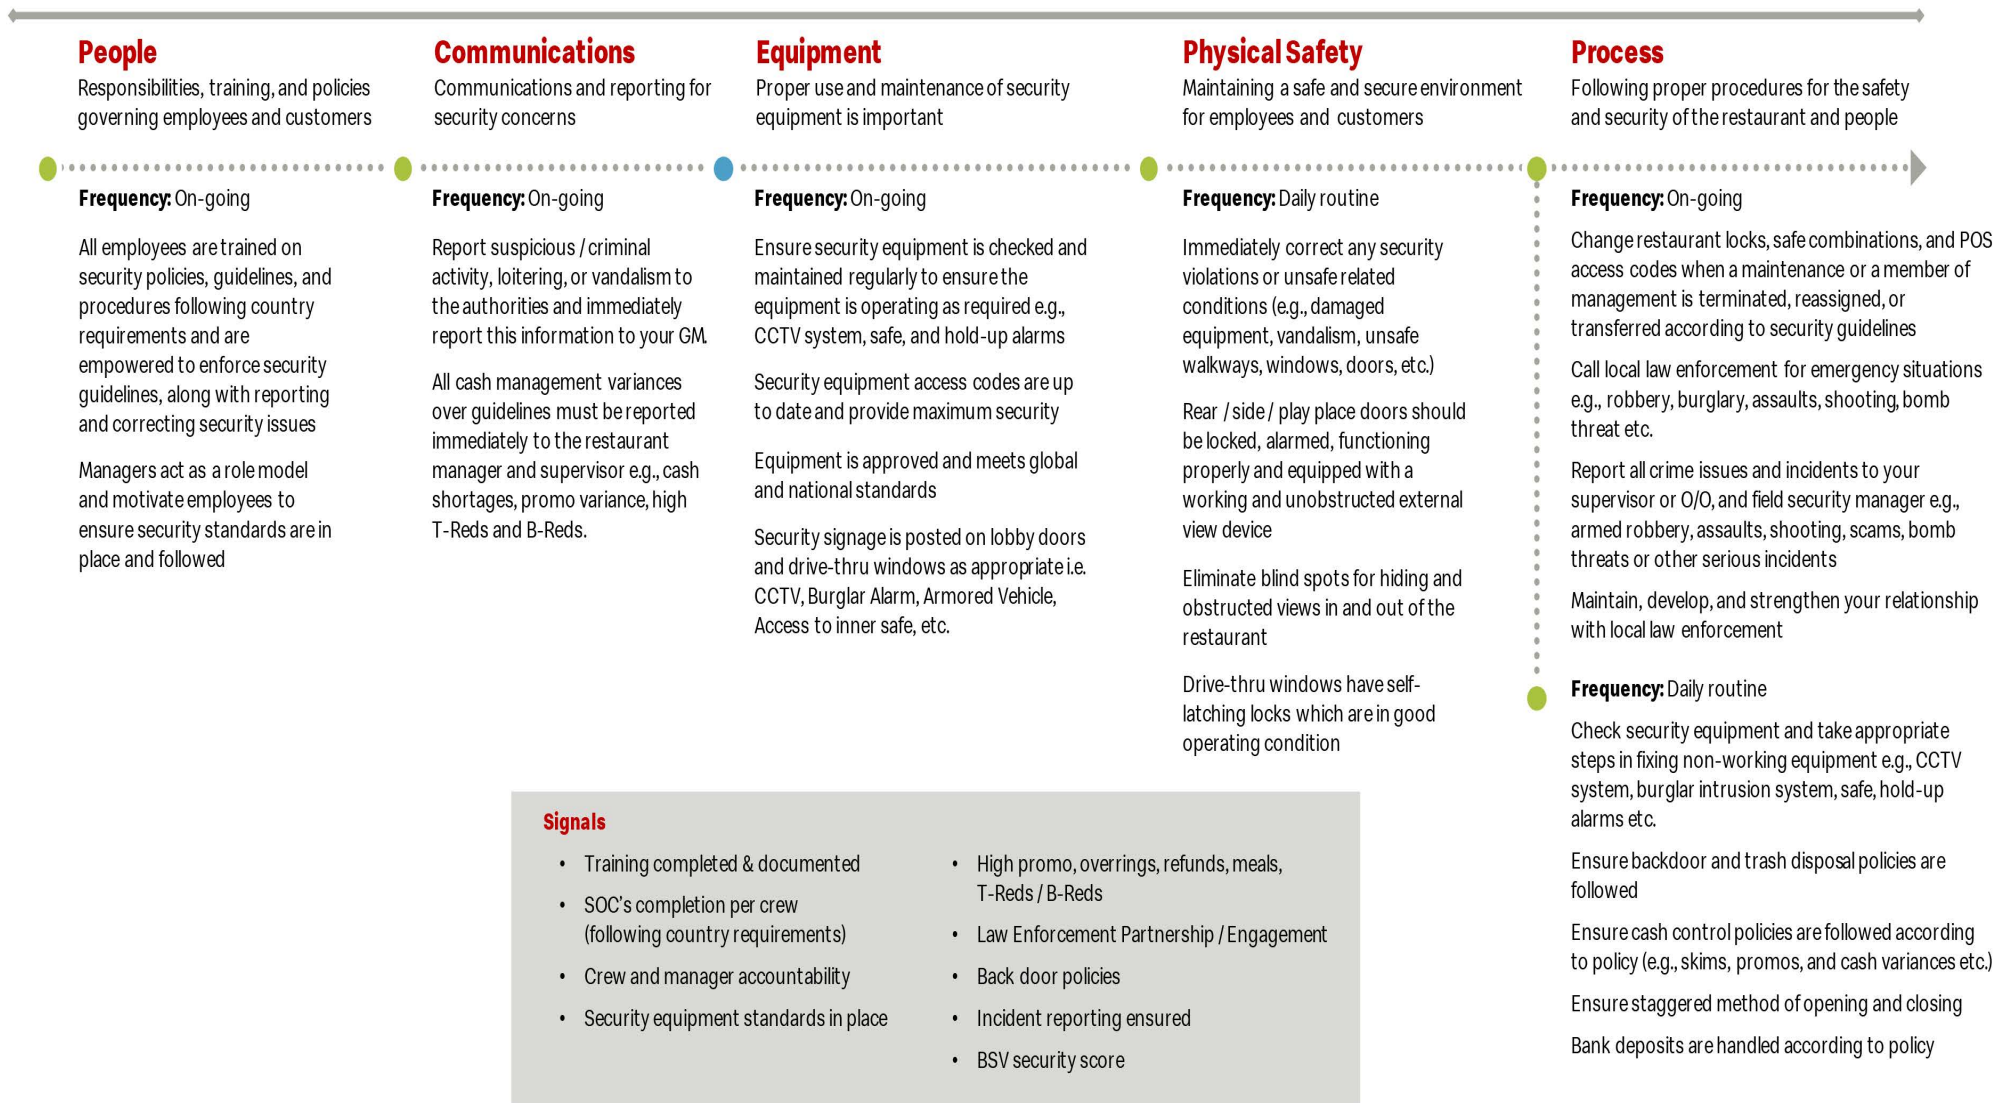 People
Responsibilities, training, and policies
governing employees and customers
Frequency: On-going
All employees are trained on
security policies, guidelines, and
procedures following country
requirements and are
empowered to enforce security
guidelines, along with reporting
and correcting security issues
Managers act as a role model
and motivate employees to
ensure security standards are in
place and followed
Communications
Communications and reporting for
security concerns
Frequency: On-going
Report suspicious / criminal
activity, loitering, or vandalism to
the authorities and immediately
report this information to your GM.
All cash management variances
over guidelines must be reported
immediately to the restaurant
manager and supervisor e.g., cash
shortages, promo variance, high
T-Reds and B-Reds.
Equipment
Proper use and maintenance of security
equipment is important
Frequency: On-going
Ensure security equipment is checked and
maintained regularly to ensure the
equipment is operating as required e.g.,
CCTV system, safe, and hold-up alarms
Security equipment access codes are up
to date and provide maximum security
Equipment is approved and meets global
and national standards
Security signage is posted on lobby doors
and drive-thru windows as appropriate i.e.
CCTV, Burglar Alarm, Armored Vehicle,
Access to inner safe, etc.
Physical Safety
Maintaining a safe and secure environment
for employees and customers
Frequency: Daily routine
Immediately correct any security
violations or unsafe related
conditions (e.g., damaged
equipment, vandalism, unsafe
walkways, windows, doors, etc.)
Rear / side / play place doors should
be locked, alarmed, functioning
properly and equipped with a
working and unobstructed external
view device
Eliminate blind spots for hiding and
obstructed views in and out of the
restaurant
Drive-thru windows have self-
latching locks which are in good
operating condition
Process
Following proper procedures for the safety
and security of the restaurant and people
Frequency: On-going
Change restaurant locks, safe combinations, and POS
access codes when a maintenance or a member of
management is terminated, reassigned, or
transferred according to security guidelines
Call local law enforcement for emergency situations
e.g., robbery, burglary, assaults, shooting, bomb
threat etc.
Report all crime issues and incidents to your
supervisor or O/O, and field security manager e.g.,
armed robbery, assaults, shooting, scams, bomb
threats or other serious incidents
Maintain, develop, and strengthen your relationship
with local law enforcement
Frequency: Daily routine
Check security equipment and take appropriate
steps in fixing non-working equipment e.g., CCTV
system, burglar intrusion system, safe, hold-up
alarms etc.
Ensure backdoor and trash disposal policies are
followed
Ensure cash control policies are followed according
to policy (e.g., skims, promos, and cash variances etc.)
Ensure staggered method of opening and closing
Bank deposits are handled according to policy
Signals
• Training completed & documented
• SOC's completion per crew
(following country requirements)
• Crew and manager accountability
• Security equipment standards in place
• High promo, overrings, refunds, meals,
T-Reds / B-Reds
• Law Enforcement Partnership / Engagement
• Back door policies
• Incident reporting ensured
• BSV security score